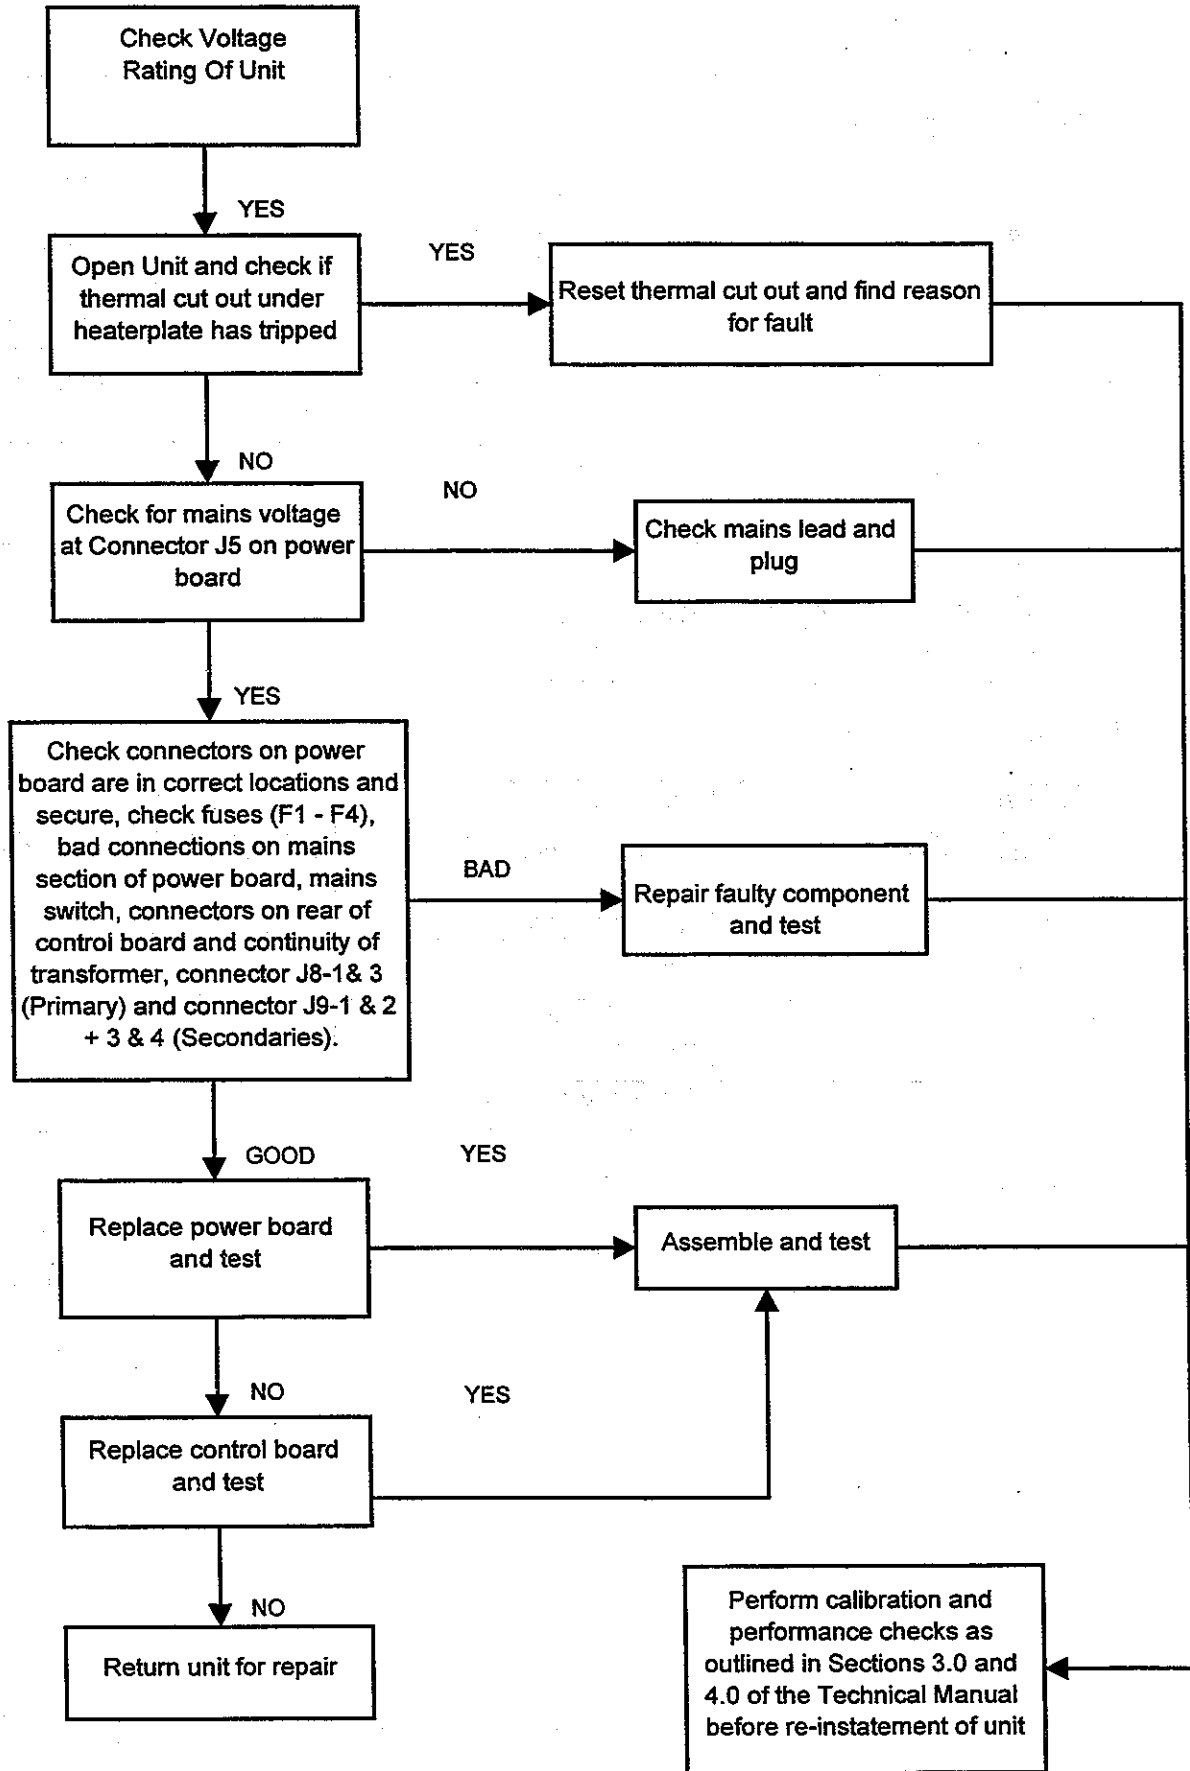 Check Voltage
Rating Of Unit
YES
Open Unit and check if
thermal cut out under
heaterplate has tripped
YES
Reset thermal cut out and find reason
for fault
NO
Check for mains voltage
at Connector J5 on power
board
NO
Check mains lead and
plug
YES
Check connectors on power
board are in correct locations and
secure, check fuses (F1 - F4),
bad connections on mains
section of power board, mains
switch, connectors on rear of
control board and continuity of
transformer, connector J8-1& 3
(Primary) and connector J9-1 & 2
+ 3 & 4 (Secondaries).
BAD
Repair faulty component
and test
GOOD
Replace power board
and test
YES
Assemble and test
NO
Replace control board
and test
YES
NO
Return unit for repair
Perform calibration and
performance checks as
outlined in Sections 3.0 and
4.0 of the Technical Manual
before re-instatement of unit